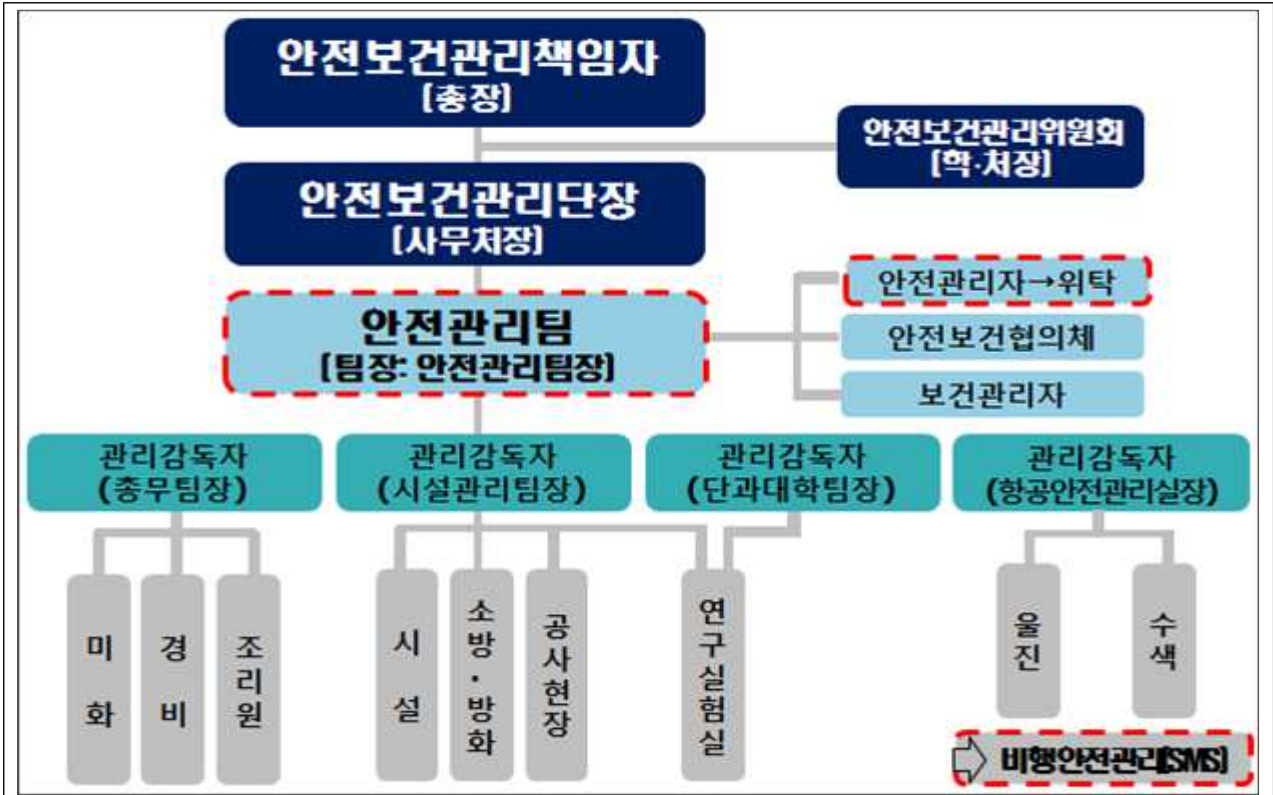 안전보건관리책임자
[총장]
안전보건관리위원회
[학·처장]
안전보건관리단장
[사무처장]
안전관리팀
[팀장: 안전관리팀장]
안전관리자→위탁
안전보건협의체
보건관리자
관리감독자
(총무팀장)
관리감독자
(시설관리팀장)
관리감독자
(단과대학팀장)
관리감독자
(항공안전관리실장)
미화
경비
조리원
시설
소방·방화
공사현장
연구실험실
울진
수색
비행안전관리[SMS]